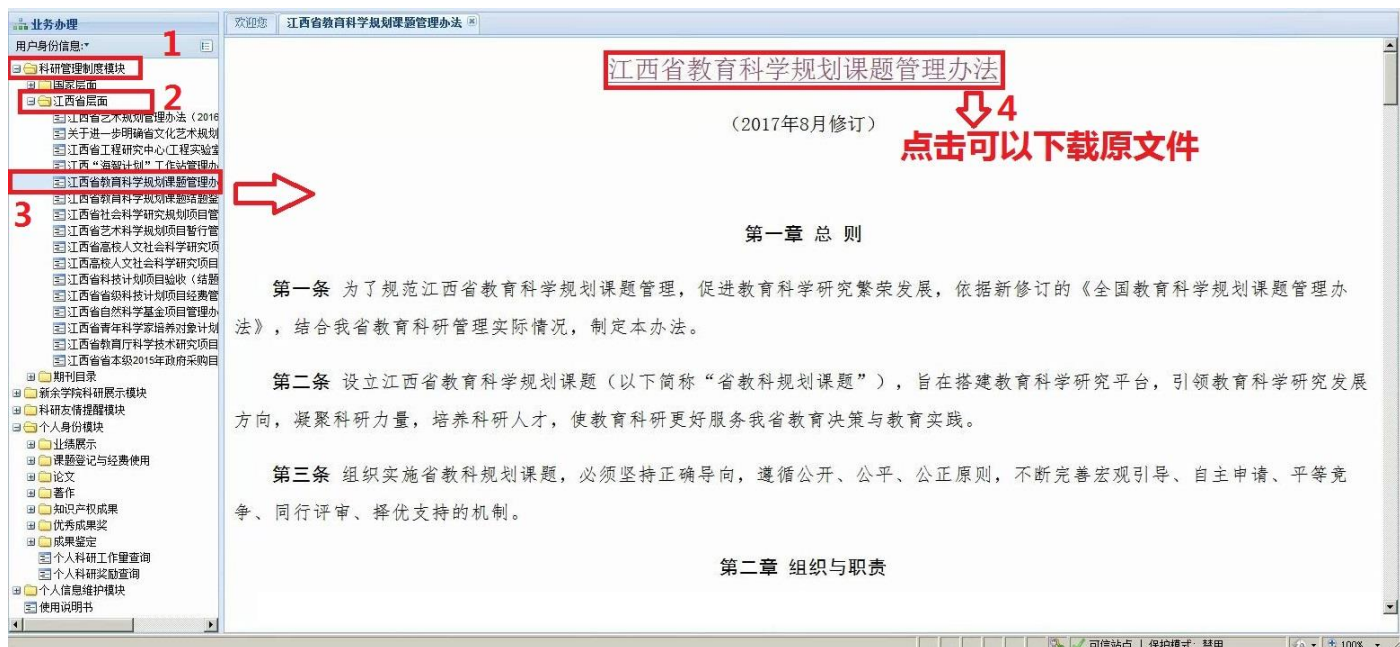 业务办理
用户身份信息:
1
科研管理制度模块
国家层面
江西省层面
2
江西省艺术规划管理办法（2016
关于进一步明确省文化艺术规划
江西省工程研究中心(工程实验室
江西“海智计划”工作站管理办
江西省教育科学规划课题管理办
江西省教育科学规划课题结题鉴
3
江西省社会科学研究规划项目管
江西省艺术科学规划项目暂行管
江西省高校人文社会科学研究项
江西高校人文社会科学研究项目
江西省科技计划项目验收（结题
江西省省级科技计划项目经费管
江西省自然科学基金项目管理办
江西省青年科学家培养对象计划
江西省教育厅科学技术研究项目
江西省省本级2015年政府采购目
期刊目录
新余学院科研展示模块
科研友情提醒模块
个人身份模块
业绩展示
课题登记与经费使用
论文
著作
知识产权成果
优秀成果奖
成果鉴定
个人科研工作量查询
个人科研奖励查询
个人信息维护模块
使用说明书
欢迎您 江西省教育科学规划课题管理办法
江西省教育科学规划课题管理办法
4
（2017年8月修订）
点击可以下载原文件
第一章 总 则
第一条 为了规范江西省教育科学规划课题管理，促进教育科学研究繁荣发展，依据新修订的《全国教育科学规划课题管理办
法》，结合我省教育科研管理实际情况，制定本办法。
第二条 设立江西省教育科学规划课题（以下简称“省教科规划课题”），旨在搭建教育科学研究平台，引领教育科学研究发展
方向，凝聚科研力量，培养科研人才，使教育科研更好服务我省教育决策与教育实践。
第三条 组织实施省教科规划课题，必须坚持正确导向，遵循公开、公平、公正原则，不断完善宏观引导、自主申请、平等竞
争、同行评审、择优支持的机制。
第二章 组织与职责
可信站点 | 保护模式: 禁用
100%